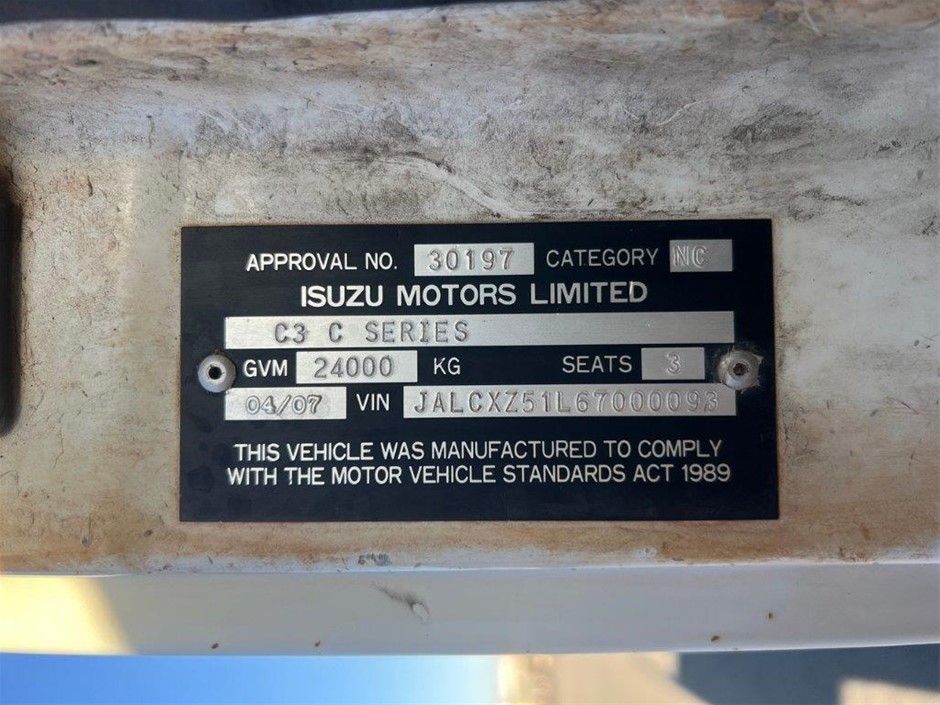 APPROVAL NO. 30197 CATEGORY NC
ISUZU MOTORS LIMITED
C3 C SERIES
GVM 24000 KG SEATS 3
04/07 VIN JALCXZ51L67000093
THIS VEHICLE WAS MANUFACTURED TO COMPLY
WITH THE MOTOR VEHICLE STANDARDS ACT 1989